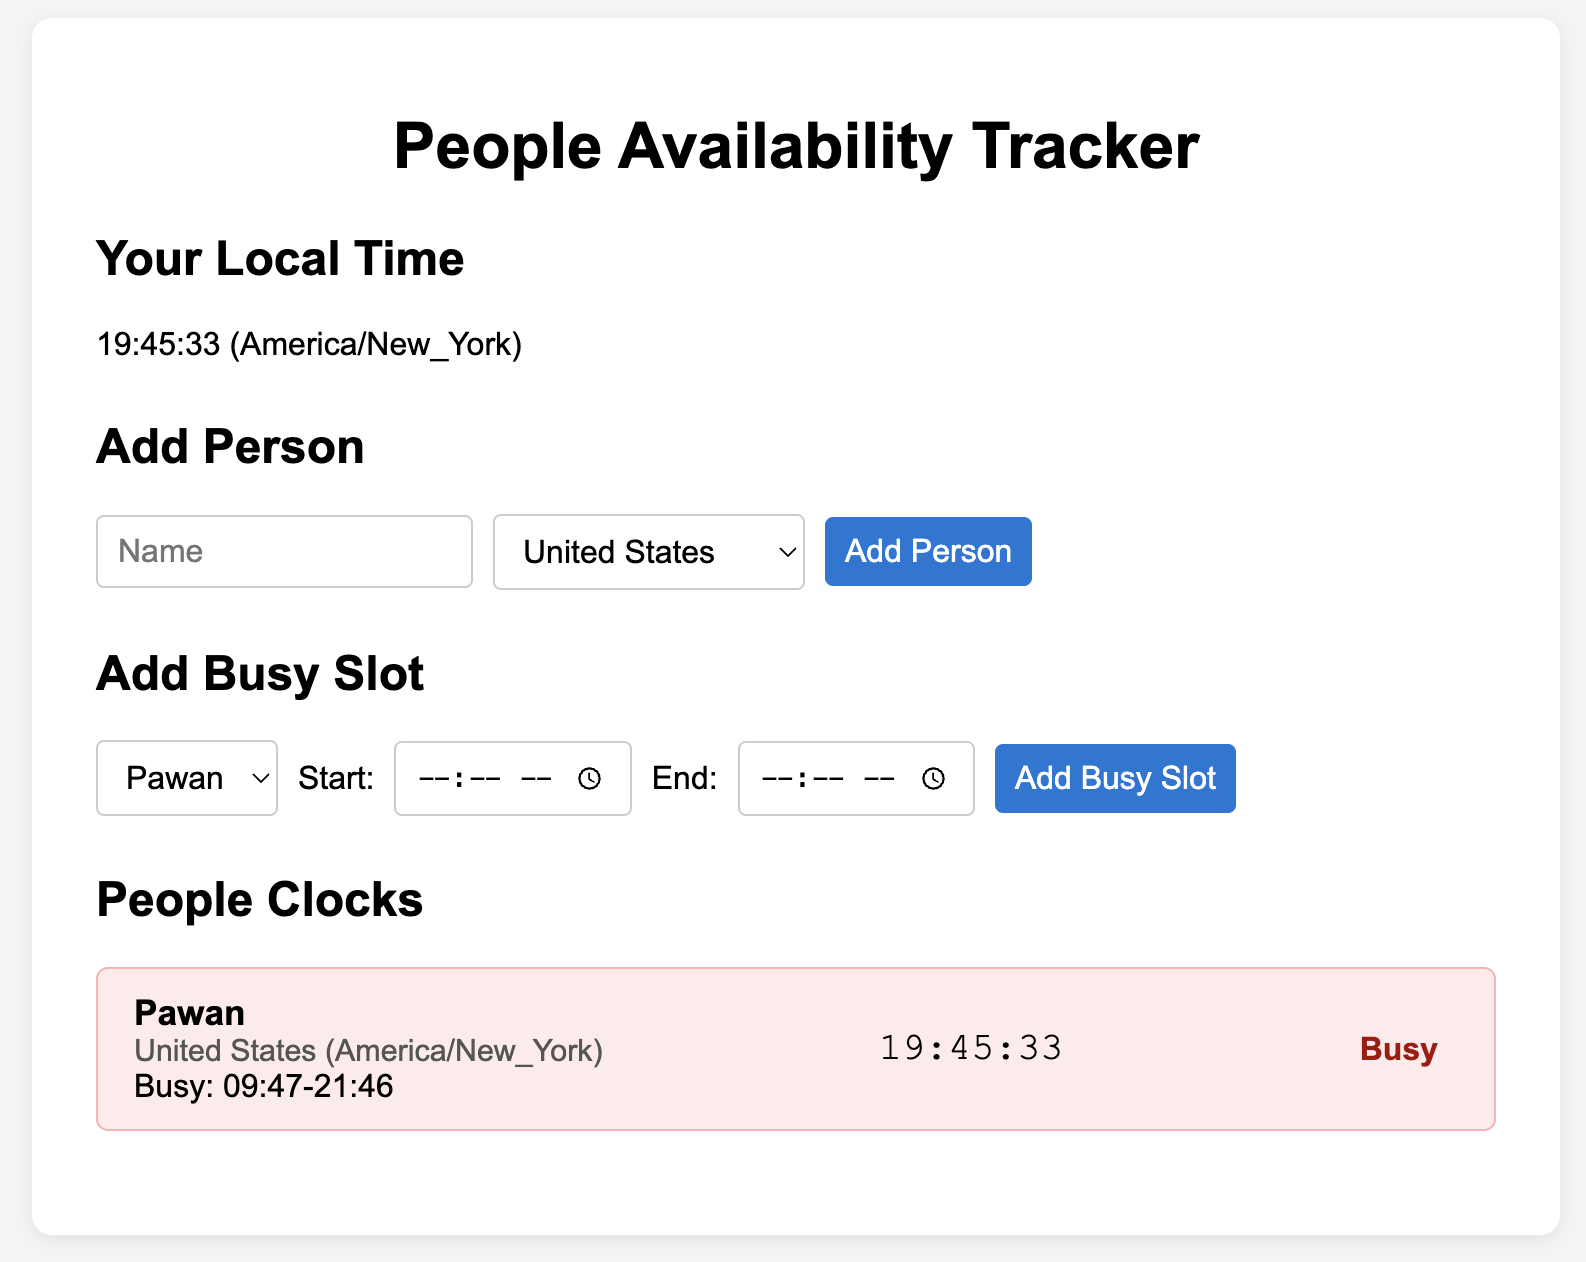 People Availability Tracker
Your Local Time
19:45:33 (America/New_York)
Add Person
Name United States Add Person
Add Busy Slot
Pawan Start: --:-- -- End: --:-- -- Add Busy Slot
People Clocks
Pawan
United States (America/New_York)
Busy: 09:47-21:46
19:45:33
Busy